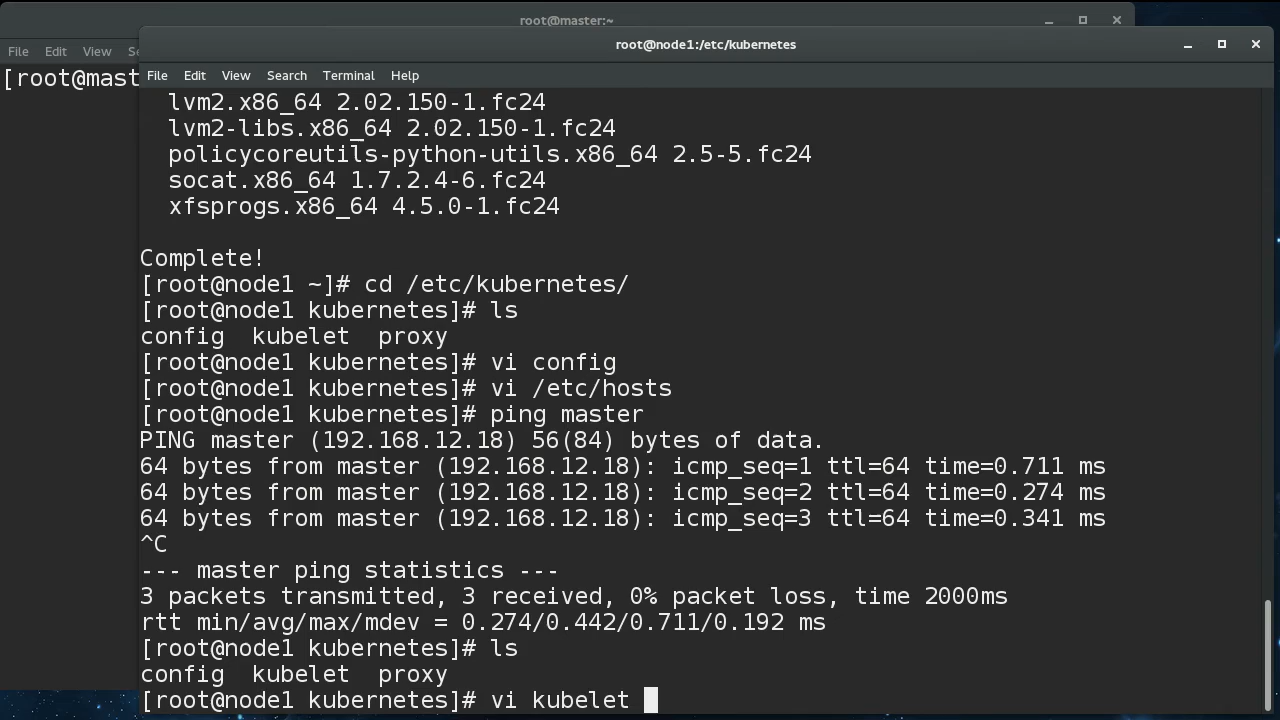 root@master:~
File Edit View Se
[root@mast
root@node1:/etc/kubernetes
File Edit View Search Terminal Help
lvm2.x86_64 2.02.150-1.fc24
lvm2-libs.x86_64 2.02.150-1.fc24
policycoreutils-python-utils.x86_64 2.5-5.fc24
socat.x86_64 1.7.2.4-6.fc24
xfsprogs.x86_64 4.5.0-1.fc24
Complete!
[root@node1 ~]# cd /etc/kubernetes/
[root@node1 kubernetes]# ls
config  kubelet  proxy
[root@node1 kubernetes]# vi config
[root@node1 kubernetes]# vi /etc/hosts
[root@node1 kubernetes]# ping master
PING master (192.168.12.18) 56(84) bytes of data.
64 bytes from master (192.168.12.18): icmp_seq=1 ttl=64 time=0.711 ms
64 bytes from master (192.168.12.18): icmp_seq=2 ttl=64 time=0.274 ms
64 bytes from master (192.168.12.18): icmp_seq=3 ttl=64 time=0.341 ms
^C
--- master ping statistics ---
3 packets transmitted, 3 received, 0% packet loss, time 2000ms
rtt min/avg/max/mdev = 0.274/0.442/0.711/0.192 ms
[root@node1 kubernetes]# ls
config  kubelet  proxy
[root@node1 kubernetes]# vi kubelet